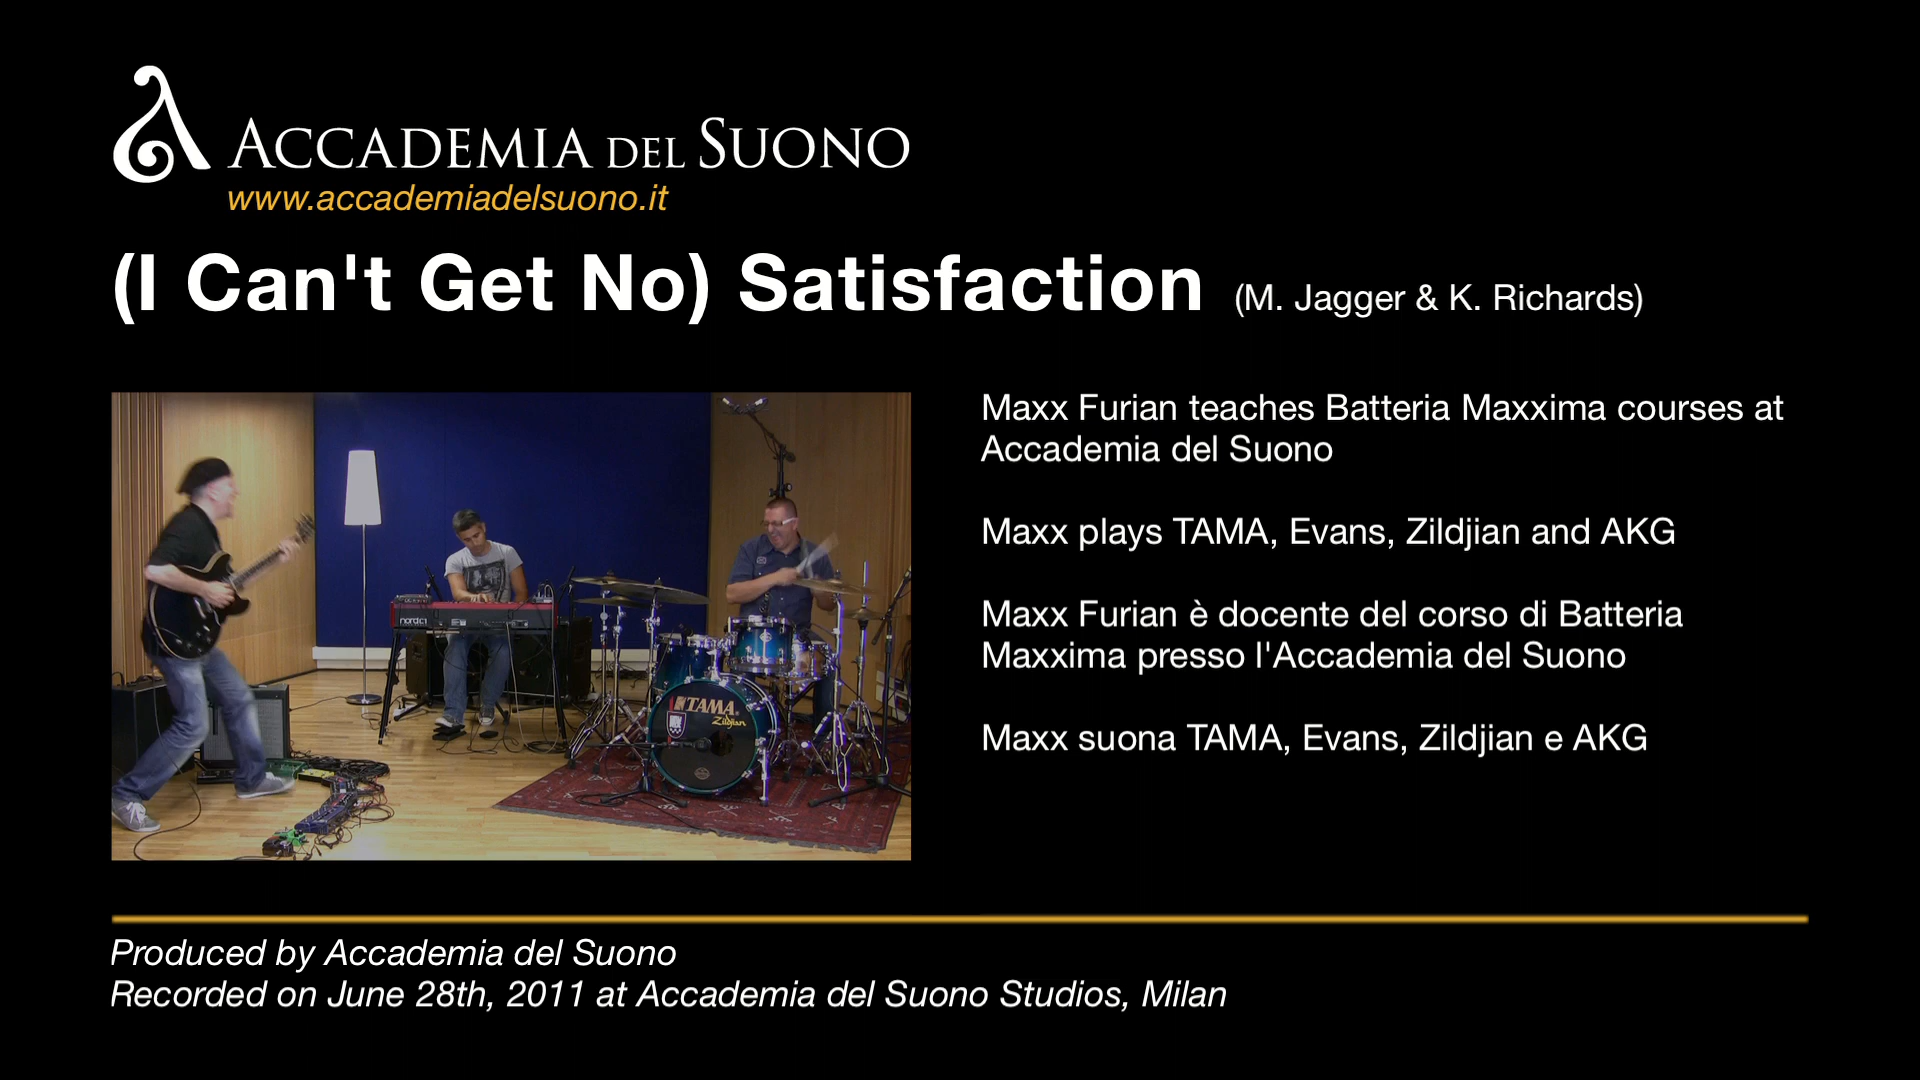 ACCADEMIA DEL SUONO
www.accademiadelsuono.it
(I Can't Get No) Satisfaction (M. Jagger & K. Richards)
Maxx Furian teaches Batteria Maxxima courses at
Accademia del Suono
Maxx plays TAMA, Evans, Zildjian and AKG
Maxx Furian è docente del corso di Batteria
Maxxima presso l'Accademia del Suono
Maxx suona TAMA, Evans, Zildjian e AKG
nord c1
TAMA
Zildjian
Produced by Accademia del Suono
Recorded on June 28th, 2011 at Accademia del Suono Studios, Milan